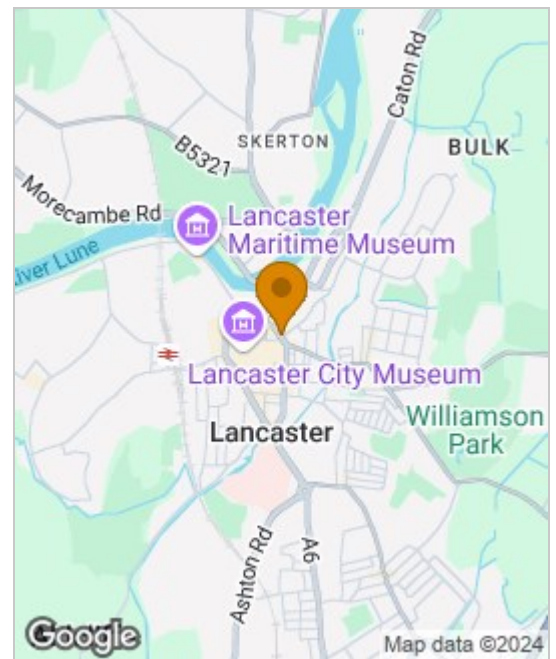 Caton Rd
SKERTON
BULK
B5321
Morecambe Rd
Lancaster
Maritime Museum
River Lune
Lancaster City Museum
Williamson
Park
Lancaster
Ashton Rd
A6
Google
Map data ©2024